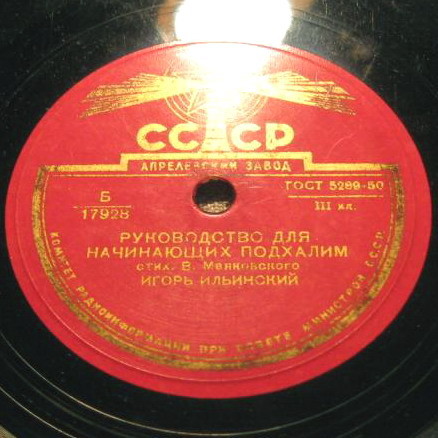 СССР
АПРЕЛЕВСКИЙ ЗАВОД
Б
17928
ГОСТ 5289-50
III кл.
РУКОВОДСТВО ДЛЯ
НАЧИНАЮЩИХ ПОДХАЛИМ
стих. В. Маяковского
ИГОРЬ ИЛЬИНСКИЙ
КОМИТЕТ РАДИОИНФОРМАЦИИ ПРИ СОВЕТЕ МИНИСТРОВ СССР